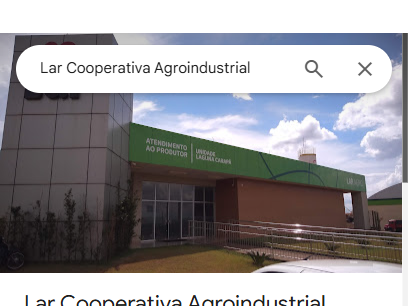 Lar Cooperativa Agroindustrial
ATENDIMENTO
AO PRODUTOR
UNIDADE
LAGUNA CARAPÃ
Lar Cooperativa Agroindustrial